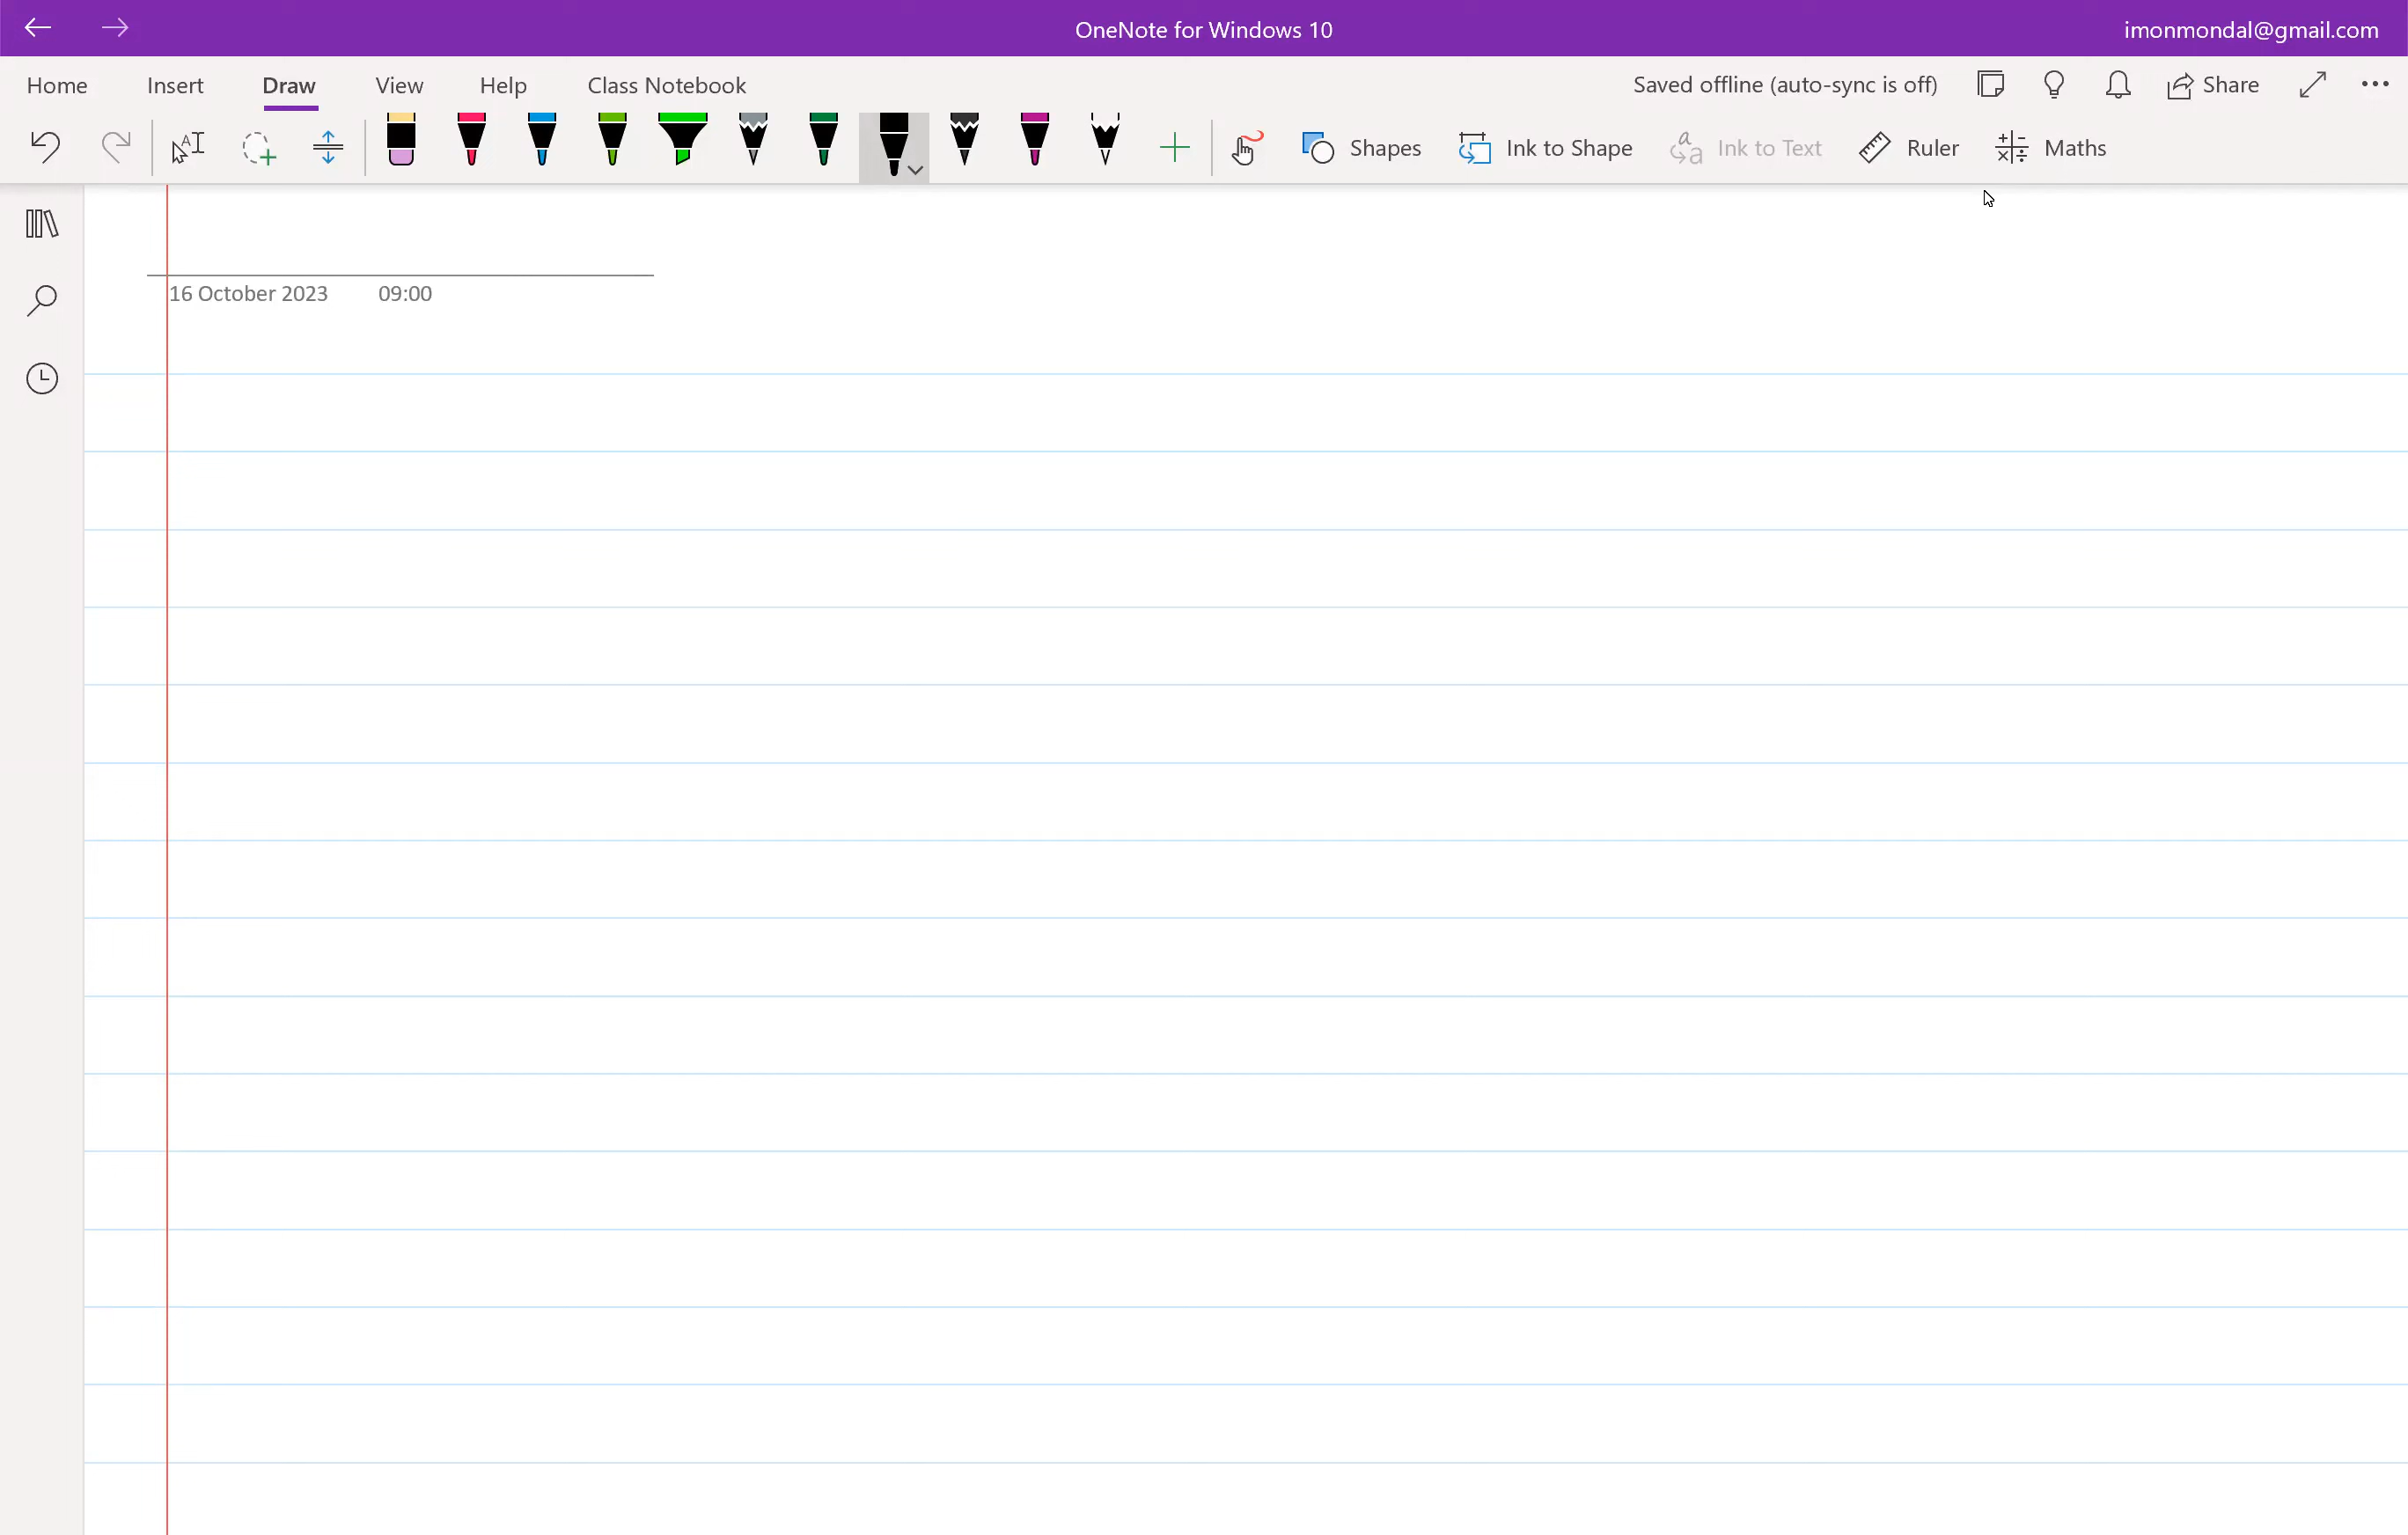 OneNote for Windows 10
imonmondal@gmail.com
Home Insert Draw View Help Class Notebook
Saved offline (auto-sync is off) Share
Shapes Ink to Shape Ink to Text Ruler Maths
16 October 2023 09:00